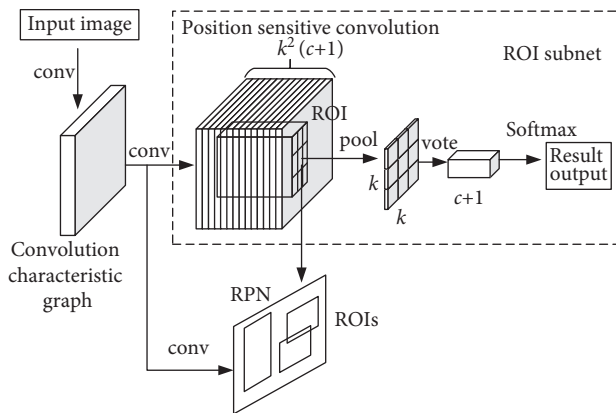 Input image
conv
Convolution
characteristic
graph
conv
Position sensitive convolution
k² (c+1)
ROI subnet
ROI
pool
k
k
vote
c+1
Softmax
Result
output
RPN
ROIs
conv